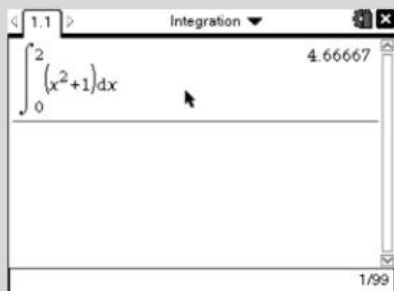 1.1 Integration
∫₀² (x²+1)dx 4.66667
1/99